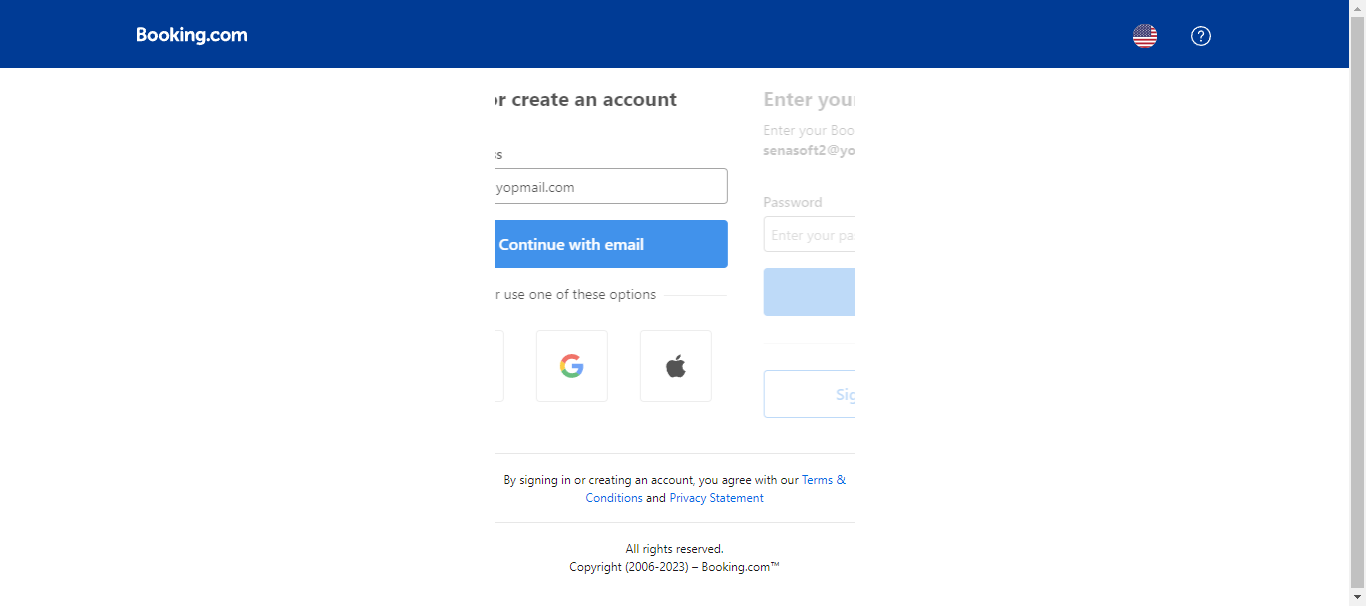 Booking.com
r create an account
Enter your
Enter your Boo
senasoft2@yo
ss
yopmail.com
Password
Enter your pa
Continue with email
r use one of these options
Sig
By signing in or creating an account, you agree with our Terms &
Conditions and Privacy Statement
All rights reserved.
Copyright (2006-2023) – Booking.com™